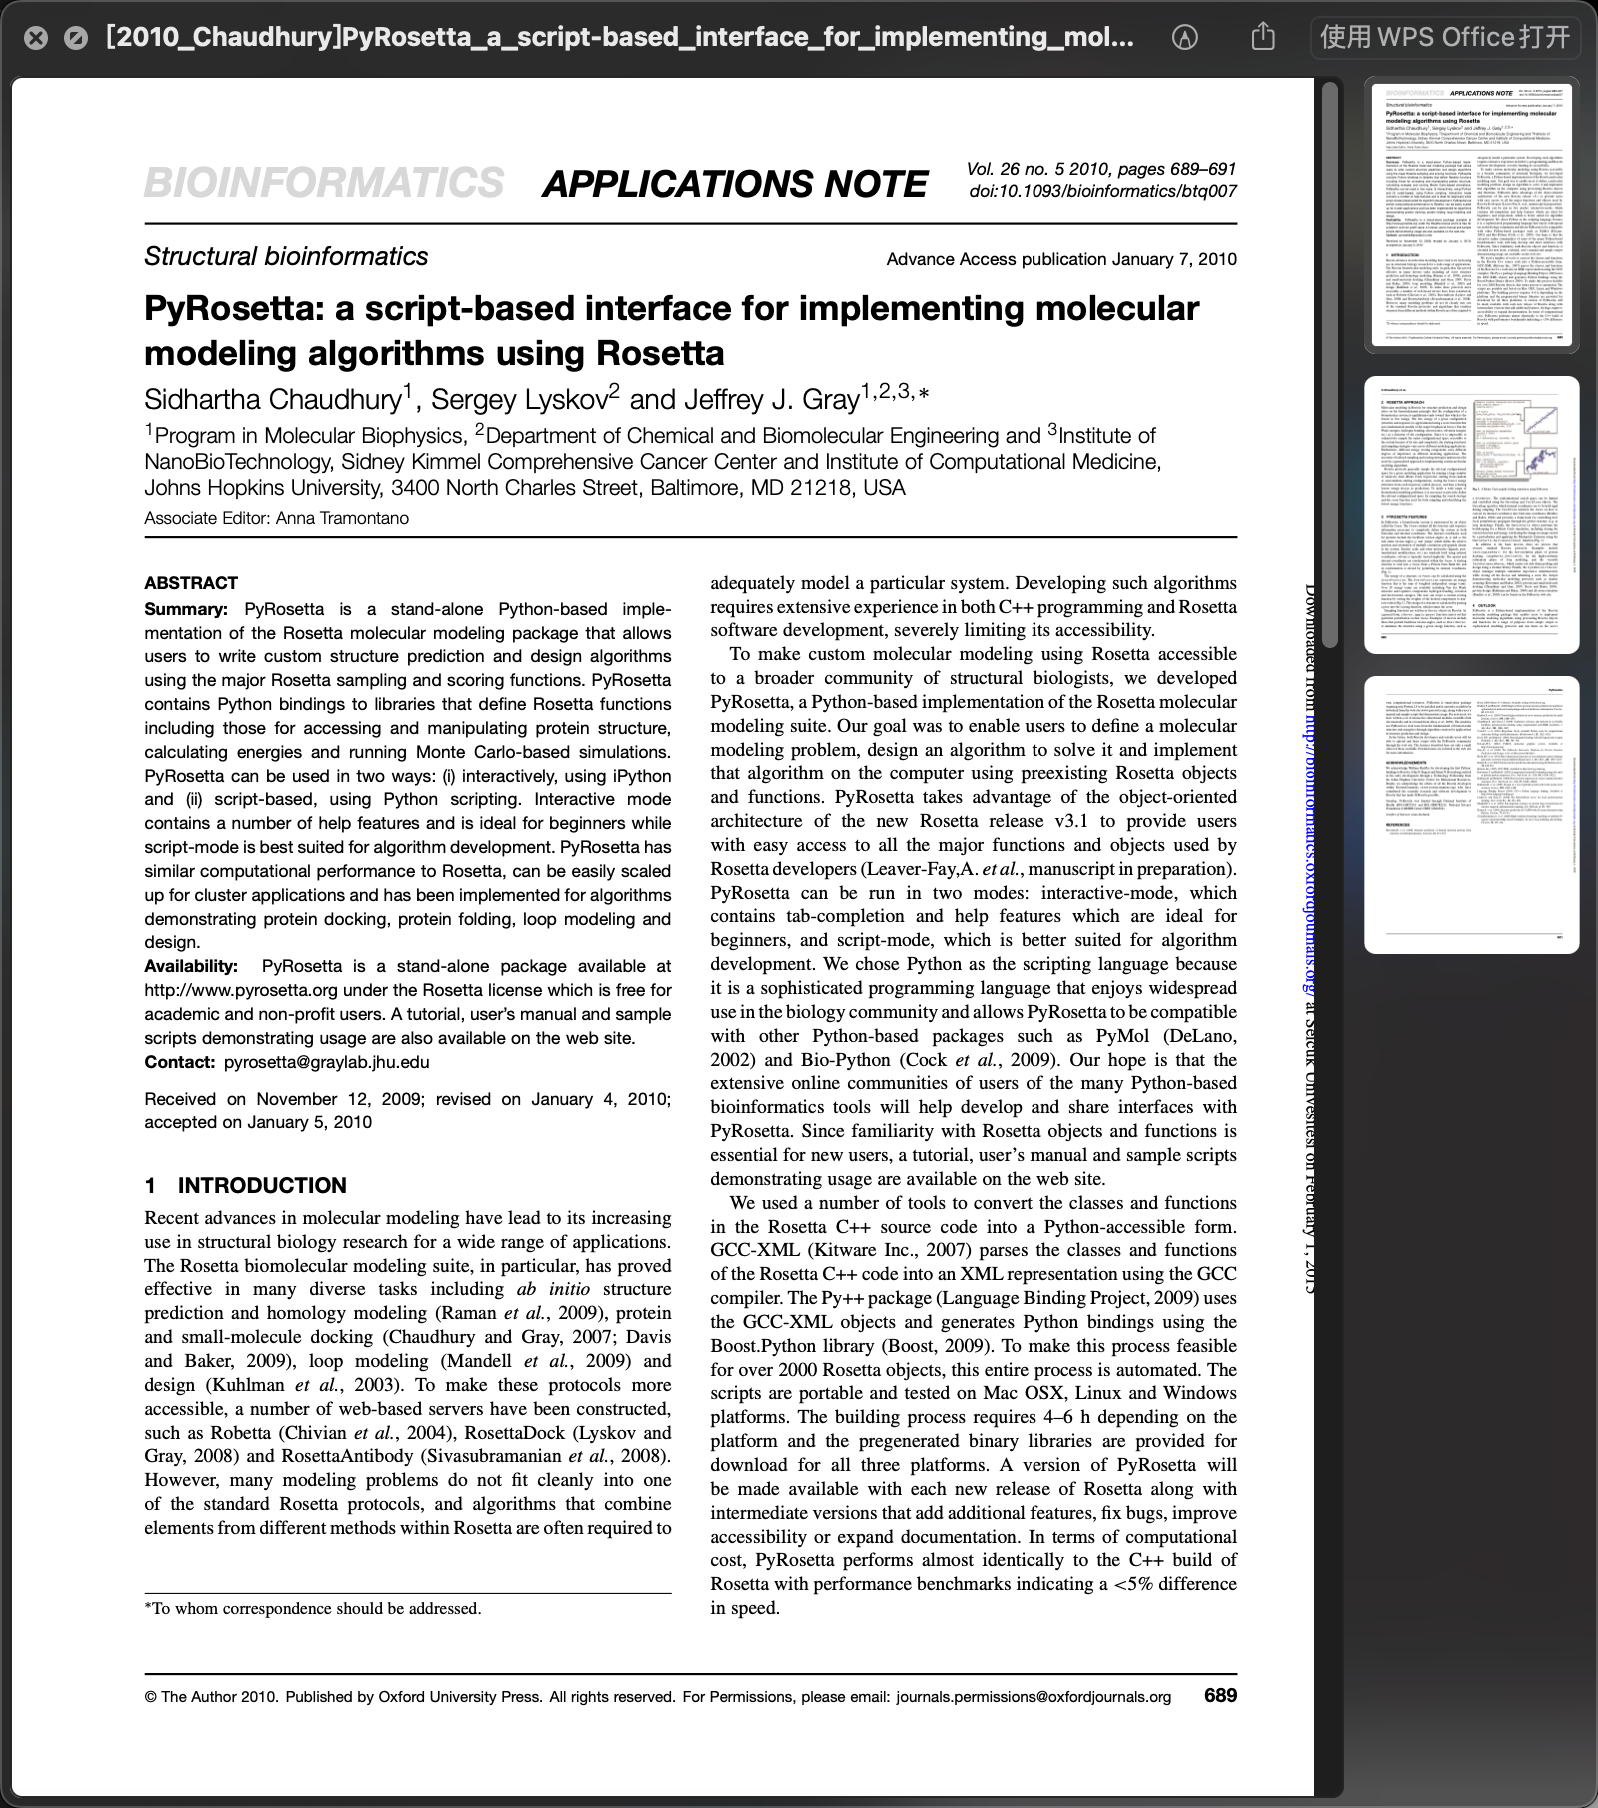 [2010_Chaudhury]PyRosetta_a_script-based_interface_for_implementing_mol...
使用 WPS Office 打开
BIOINFORMATICS APPLICATIONS NOTE
Vol. 26 no. 5 2010, pages 689–691
doi:10.1093/bioinformatics/btq007
Structural bioinformatics
Advance Access publication January 7, 2010
PyRosetta: a script-based interface for implementing molecular
modeling algorithms using Rosetta
Sidhartha Chaudhury1, Sergey Lyskov2 and Jeffrey J. Gray1,2,3,*
1Program in Molecular Biophysics, 2Department of Chemical and Biomolecular Engineering and 3Institute of
NanoBioTechnology, Sidney Kimmel Comprehensive Cancer Center and Institute of Computational Medicine,
Johns Hopkins University, 3400 North Charles Street, Baltimore, MD 21218, USA
Associate Editor: Anna Tramontano
ABSTRACT
Summary: PyRosetta is a stand-alone Python-based imple-
mentation of the Rosetta molecular modeling package that allows
users to write custom structure prediction and design algorithms
using the major Rosetta sampling and scoring functions. PyRosetta
contains Python bindings to libraries that define Rosetta functions
including those for accessing and manipulating protein structure,
calculating energies and running Monte Carlo-based simulations.
PyRosetta can be used in two ways: (i) interactively, using iPython
and (ii) script-based, using Python scripting. Interactive mode
contains a number of help features and is ideal for beginners while
script-mode is best suited for algorithm development. PyRosetta has
similar computational performance to Rosetta, can be easily scaled
up for cluster applications and has been implemented for algorithms
demonstrating protein docking, protein folding, loop modeling and
design.
Availability: PyRosetta is a stand-alone package available at
http://www.pyrosetta.org under the Rosetta license which is free for
academic and non-profit users. A tutorial, user's manual and sample
scripts demonstrating usage are also available on the web site.
Contact: pyrosetta@graylab.jhu.edu
Received on November 12, 2009; revised on January 4, 2010;
accepted on January 5, 2010
1 INTRODUCTION
Recent advances in molecular modeling have lead to its increasing
use in structural biology research for a wide range of applications.
The Rosetta biomolecular modeling suite, in particular, has proved
effective in many diverse tasks including ab initio structure
prediction and homology modeling (Raman et al., 2009), protein
and small-molecule docking (Chaudhury and Gray, 2007; Davis
and Baker, 2009), loop modeling (Mandell et al., 2009) and
design (Kuhlman et al., 2003). To make these protocols more
accessible, a number of web-based servers have been constructed,
such as Robetta (Chivian et al., 2004), RosettaDock (Lyskov and
Gray, 2008) and RosettaAntibody (Sivasubramanian et al., 2008).
However, many modeling problems do not fit cleanly into one
of the standard Rosetta protocols, and algorithms that combine
elements from different methods within Rosetta are often required to
*To whom correspondence should be addressed.
adequately model a particular system. Developing such algorithms
requires extensive experience in both C++ programming and Rosetta
software development, severely limiting its accessibility.
To make custom molecular modeling using Rosetta accessible
to a broader community of structural biologists, we developed
PyRosetta, a Python-based implementation of the Rosetta molecular
modeling suite. Our goal was to enable users to define a molecular
modeling problem, design an algorithm to solve it and implement
that algorithm on the computer using preexisting Rosetta objects
and functions. PyRosetta takes advantage of the object-oriented
architecture of the new Rosetta release v3.1 to provide users
with easy access to all the major functions and objects used by
Rosetta developers (Leaver-Fay,A. et al., manuscript in preparation).
PyRosetta can be run in two modes: interactive-mode, which
contains tab-completion and help features which are ideal for
beginners, and script-mode, which is better suited for algorithm
development. We chose Python as the scripting language because
it is a sophisticated programming language that enjoys widespread
use in the biology community and allows PyRosetta to be compatible
with other Python-based packages such as PyMol (DeLano,
2002) and Bio-Python (Cock et al., 2009). Our hope is that the
extensive online communities of users of the many Python-based
bioinformatics tools will help develop and share interfaces with
PyRosetta. Since familiarity with Rosetta objects and functions is
essential for new users, a tutorial, user's manual and sample scripts
demonstrating usage are available on the web site.
We used a number of tools to convert the classes and functions
in the Rosetta C++ source code into a Python-accessible form.
GCC-XML (Kitware Inc., 2007) parses the classes and functions
of the Rosetta C++ code into an XML representation using the GCC
compiler. The Py++ package (Language Binding Project, 2009) uses
the GCC-XML objects and generates Python bindings using the
Boost.Python library (Boost, 2009). To make this process feasible
for over 2000 Rosetta objects, this entire process is automated. The
scripts are portable and tested on Mac OSX, Linux and Windows
platforms. The building process requires 4–6 h depending on the
platform and the pregenerated binary libraries are provided for
download for all three platforms. A version of PyRosetta will
be made available with each new release of Rosetta along with
intermediate versions that add additional features, fix bugs, improve
accessibility or expand documentation. In terms of computational
cost, PyRosetta performs almost identically to the C++ build of
Rosetta with performance benchmarks indicating a <5% difference
in speed.
Downloaded from http://bioinformatics.oxfordjournals.org/ at Selcuk Universitesi on February 1, 2015
© The Author 2010. Published by Oxford University Press. All rights reserved. For Permissions, please email: journals.permissions@oxfordjournals.org 689